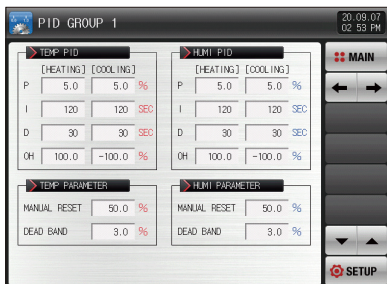 PID GROUP 1
20.09.07
02 53 PM
TEMP PID
[HEATING] [COOLING]
P 5.0 5.0 %
I 120 120 SEC
D 30 30 SEC
OH 100.0 -100.0 %
HUMI PID
[HEATING] [COOLING]
P 5.0 5.0 %
I 120 120 SEC
D 30 30 SEC
OH 100.0 -100.0 %
TEMP PARAMETER
MANUAL RESET 50.0 %
DEAD BAND 3.0 %
HUMI PARAMETER
MANUAL RESET 50.0 %
DEAD BAND 3.0 %
MAIN
SETUP